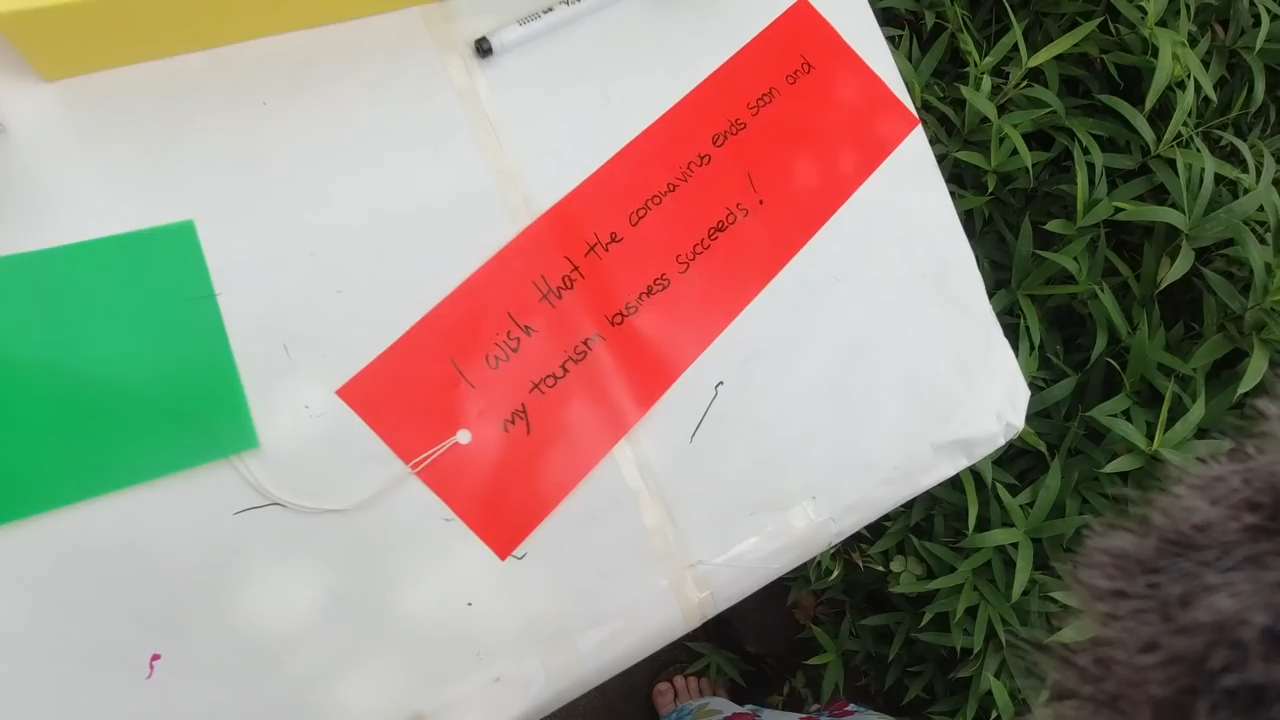 I wish that the coronavirus ends soon and
my tourism business succeeds!